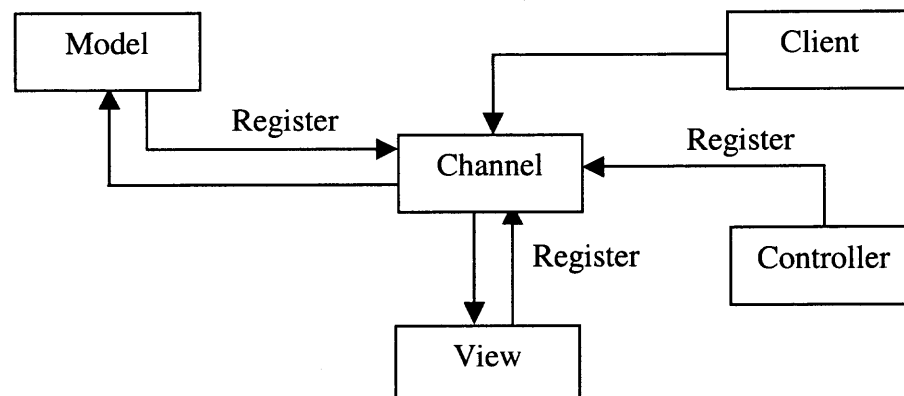 Model
Client
Register
Register
Channel
Register
Controller
View